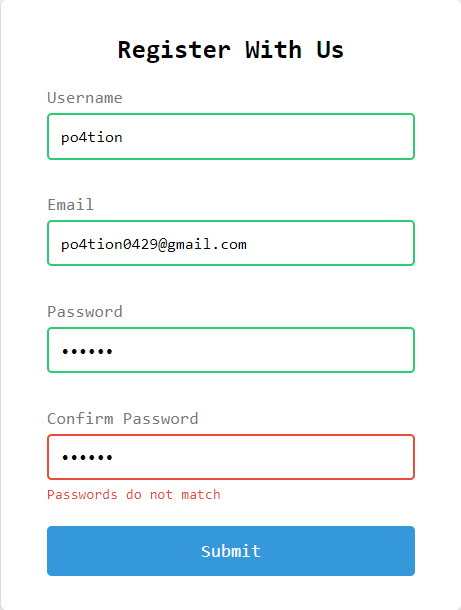 Register With Us
Username
po4tion
Email
po4tion0429@gmail.com
Password
••••••
Confirm Password
••••••
Passwords do not match
Submit